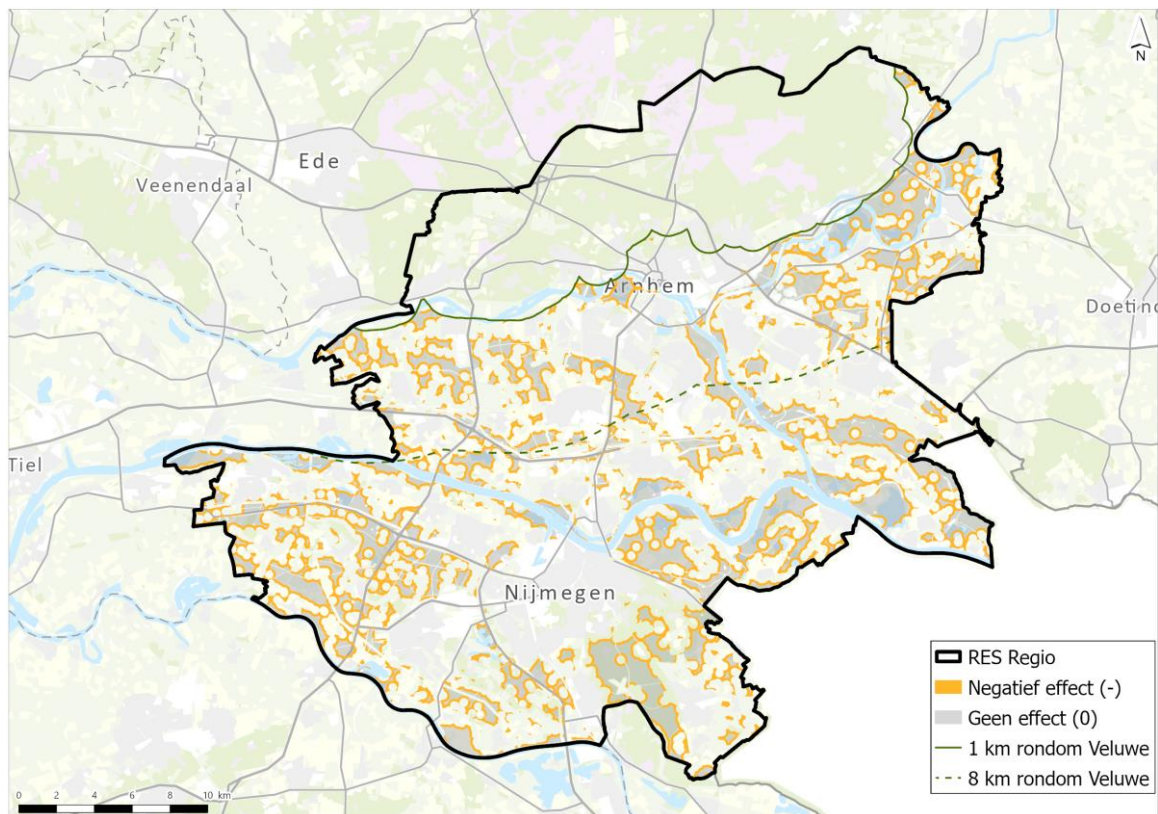 N
Ede
Veenendaal
Arnhem
Doetinc
Tiel
Nijmegen
RES Regio
Negatief effect (-)
Geen effect (0)
1 km rondom Veluwe
8 km rondom Veluwe
0 2 4 6 8 10 km